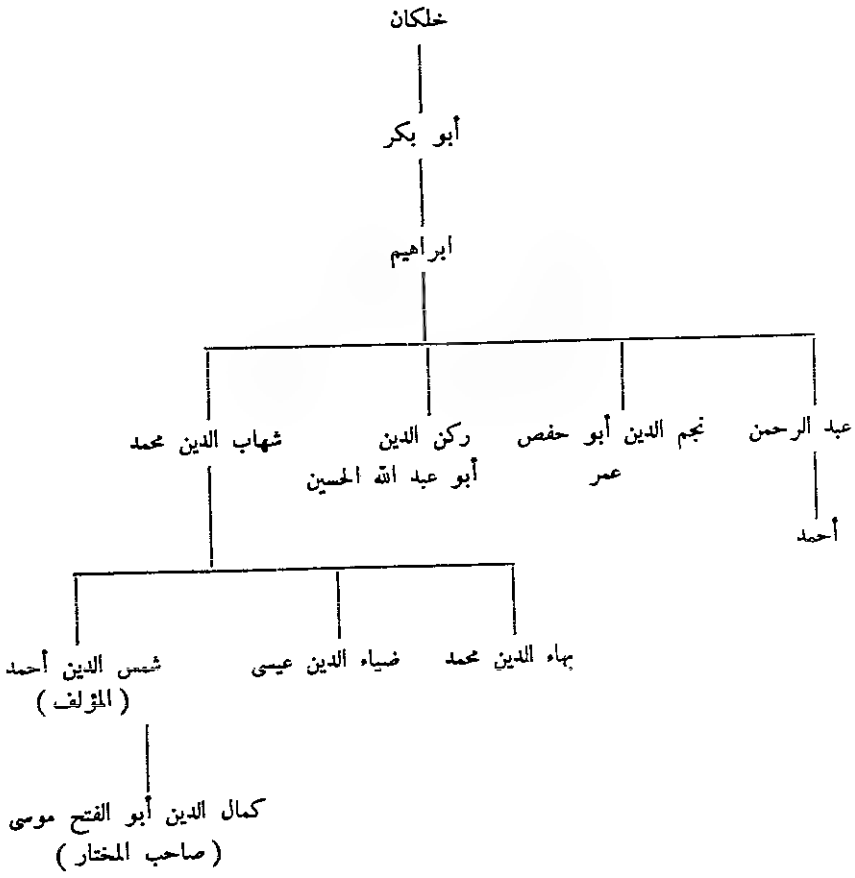 خلكان
أبو بكر
ابراهيم
عبد الرحمن
نجم الدين أبو حفص
عمر
ركن الدين
أبو عبد الله الحسين
شهاب الدين محمد
أحمد
بهاء الدين محمد
ضياء الدين عيسى
شمس الدين أحمد
( المؤلف )
كمال الدين أبو الفتح موسى
( صاحب المختار )